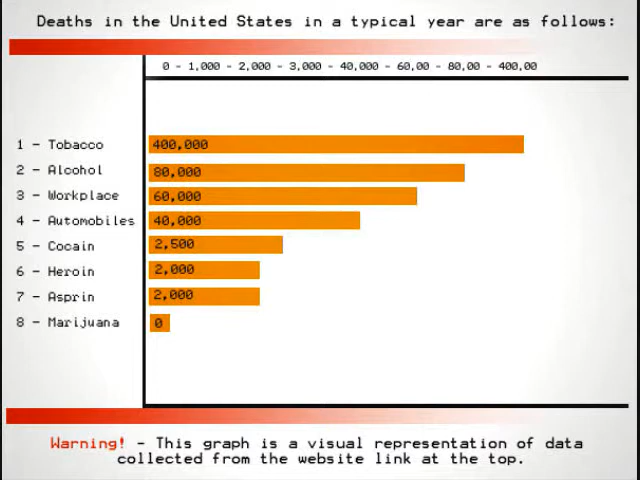 Deaths in the United States in a typical year are as follows:
0 - 1,000 - 2,000 - 3,000 - 40,000 - 60,00 - 80,00 - 400,00
1 - Tobacco 400,000
2 - Alcohol 80,000
3 - Workplace 60,000
4 - Automobiles 40,000
5 - Cocain 2,500
6 - Heroin 2,000
7 - Asprin 2,000
8 - Marijuana 0
Warning! - This graph is a visual representation of data
collected from the website link at the top.